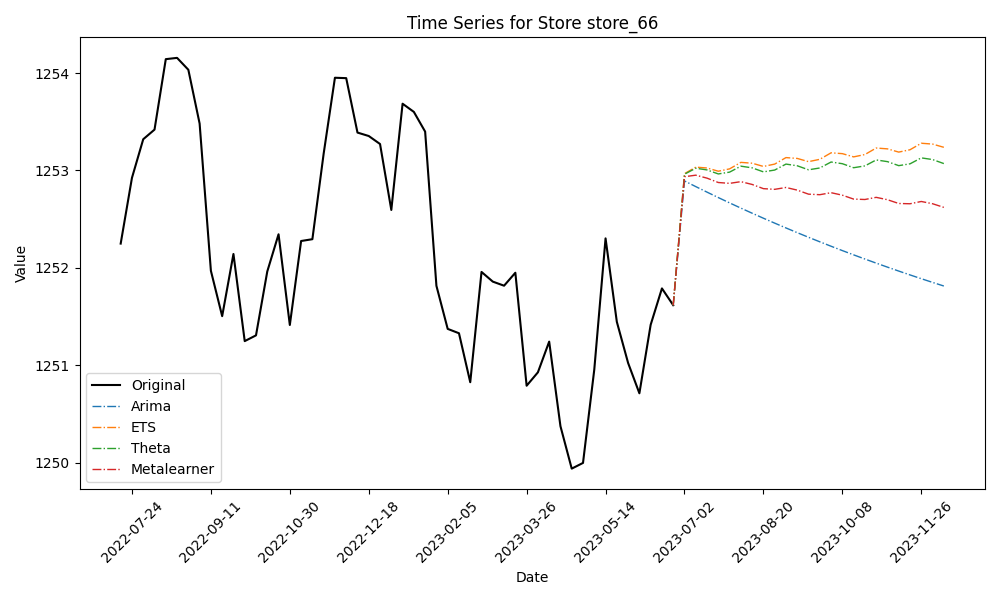 Time Series for Store store_66
Value
1254
1253
1252
1251
1250
Original
Arima
ETS
Theta
Metalearner
2022-07-24
2022-09-11
2022-10-30
2022-12-18
2023-02-05
2023-03-26
2023-05-14
2023-07-02
2023-08-20
2023-10-08
2023-11-26
Date